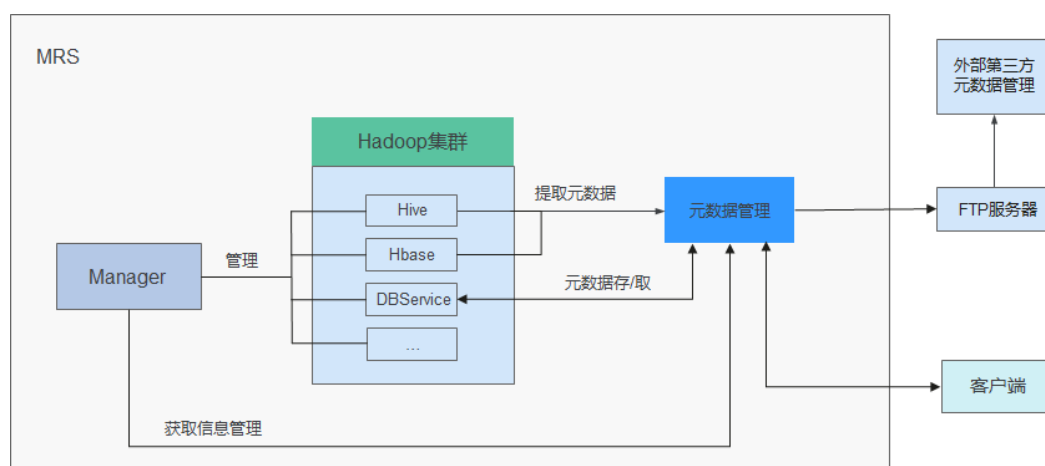 MRS
外部第三方
元数据管理
Hadoop集群
提取元数据
Hive
元数据管理
FTP服务器
管理
Hbase
Manager
元数据存/取
DBService
...
客户端
获取信息管理